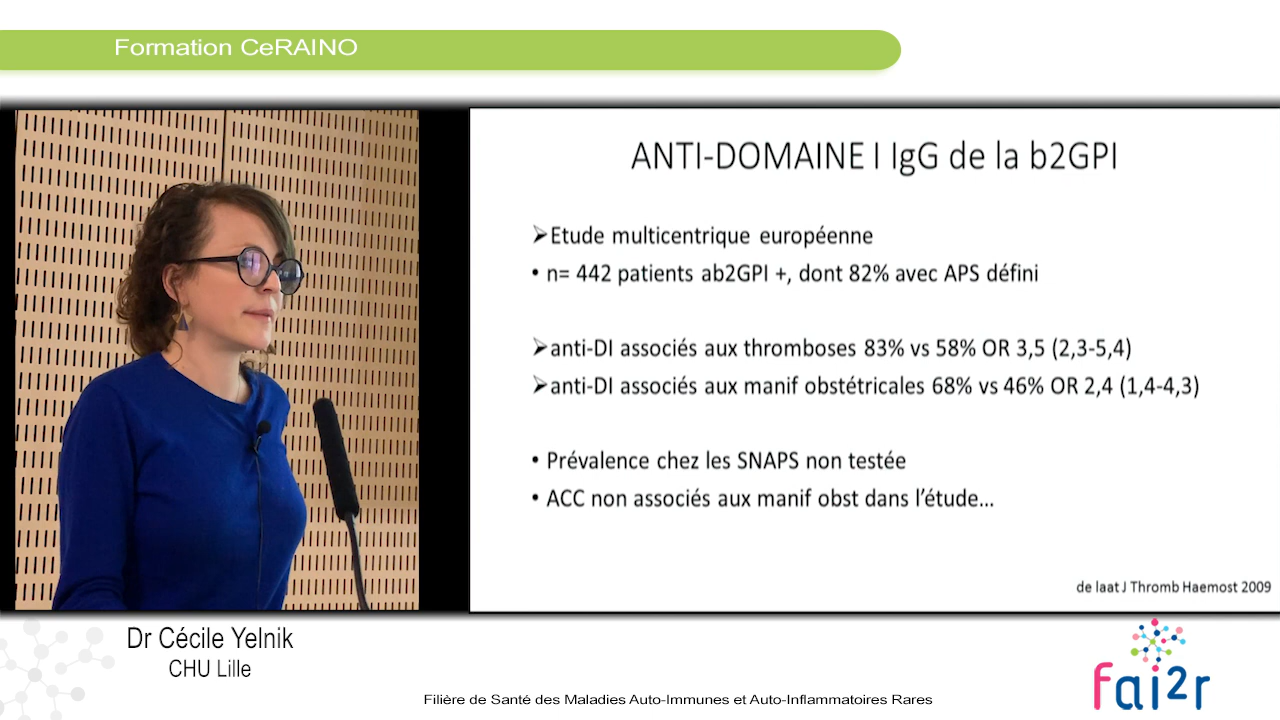 Formation CeRAINO
ANTI-DOMAINE I IgG de la b2GPI
➢Etude multicentrique européenne
• n= 442 patients ab2GPI +, dont 82% avec APS défini
➢anti-DI associés aux thromboses 83% vs 58% OR 3,5 (2,3-5,4)
➢anti-DI associés aux manif obstétricales 68% vs 46% OR 2,4 (1,4-4,3)
• Prévalence chez les SNAPS non testée
• ACC non associés aux manif obst dans l’étude…
de laat J Thromb Haemost 2009
Dr Cécile Yelnik
CHU Lille
Filière de Santé des Maladies Auto-Immunes et Auto-Inflammatoires Rares
fai2r